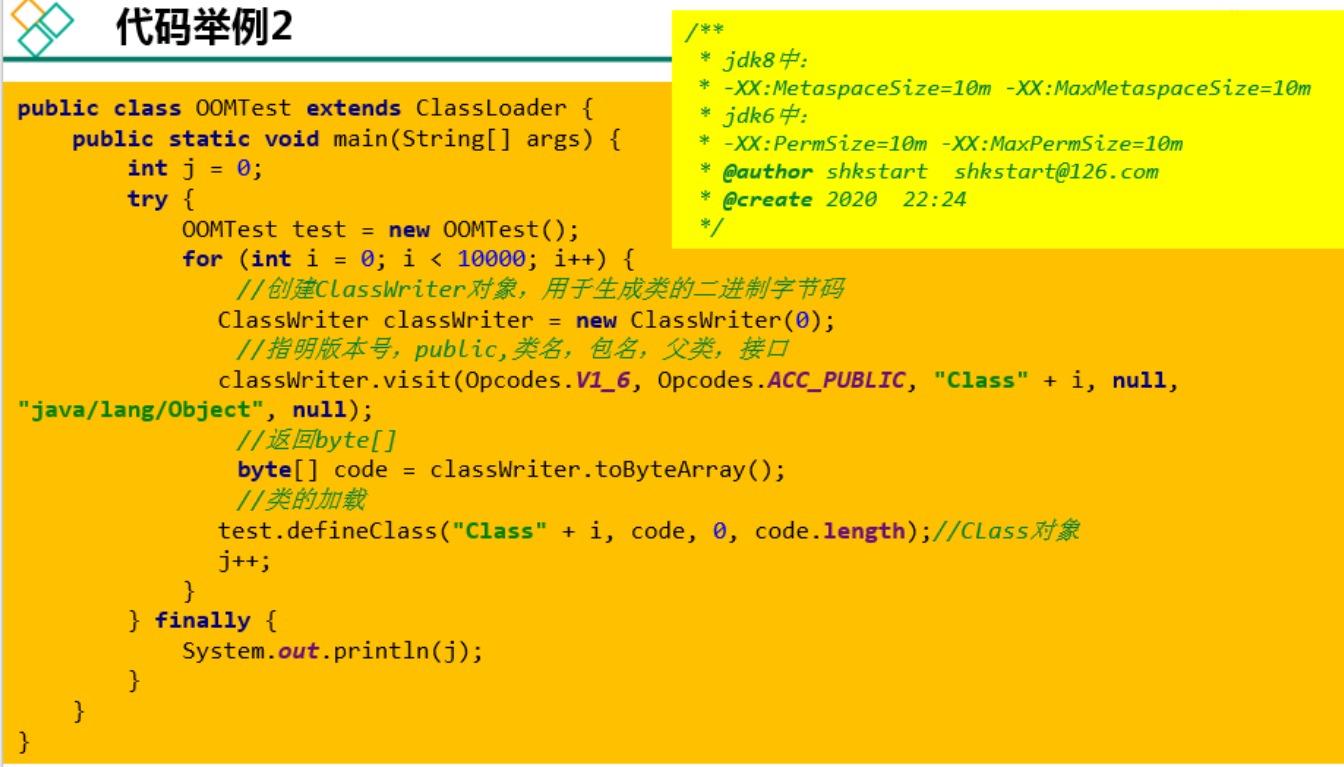 代码举例2
/**
* jdk8中:
* -XX:MetaspaceSize=10m -XX:MaxMetaspaceSize=10m
* jdk6中:
* -XX:PermSize=10m -XX:MaxPermSize=10m
* @author shkstart  shkstart@126.com
* @create 2020  22:24
*/
public class OOMTest extends ClassLoader {
    public static void main(String[] args) {
        int j = 0;
        try {
            OOMTest test = new OOMTest();
            for (int i = 0; i < 10000; i++) {
                //创建ClassWriter对象，用于生成类的二进制字节码
                ClassWriter classWriter = new ClassWriter(0);
                //指明版本号，public,类名，包名，父类，接口
                classWriter.visit(Opcodes.V1_6, Opcodes.ACC_PUBLIC, "Class" + i, null,
"java/lang/Object", null);
                //返回byte[]
                byte[] code = classWriter.toByteArray();
                //类的加载
                test.defineClass("Class" + i, code, 0, code.length);//CLass对象
                j++;
            }
        } finally {
            System.out.println(j);
        }
    }
}